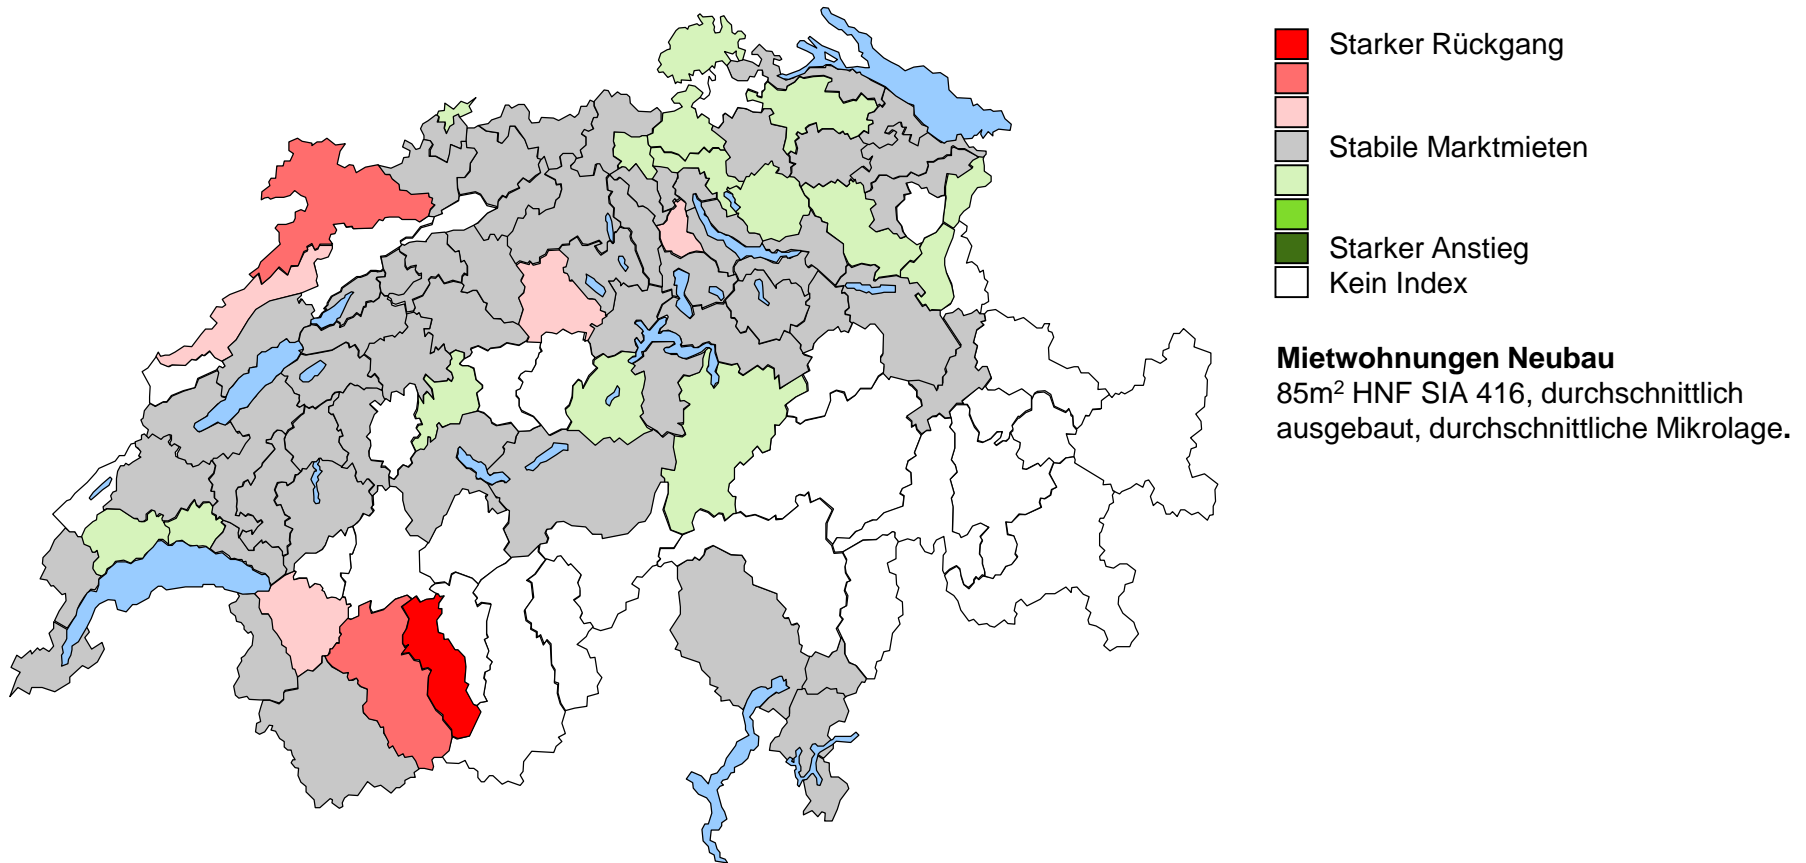 Starker Rückgang
Stabile Marktmieten
Starker Anstieg
Kein Index
Mietwohnungen Neubau
85m² HNF SIA 416, durchschnittlich
ausgebaut, durchschnittliche Mikrolage.